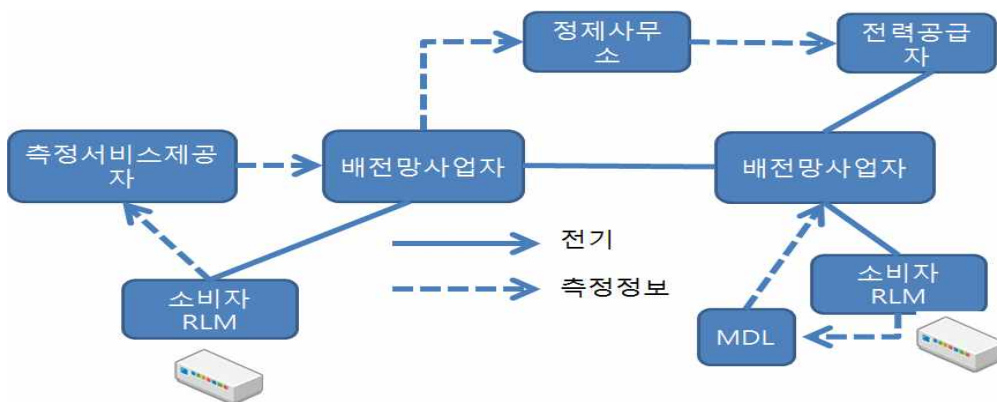 정제사무
소
전력공급
자
측정서비스제공
자
배전망사업자
배전망사업자
전기
측정정보
소비자
RLM
MDL
소비자
RLM